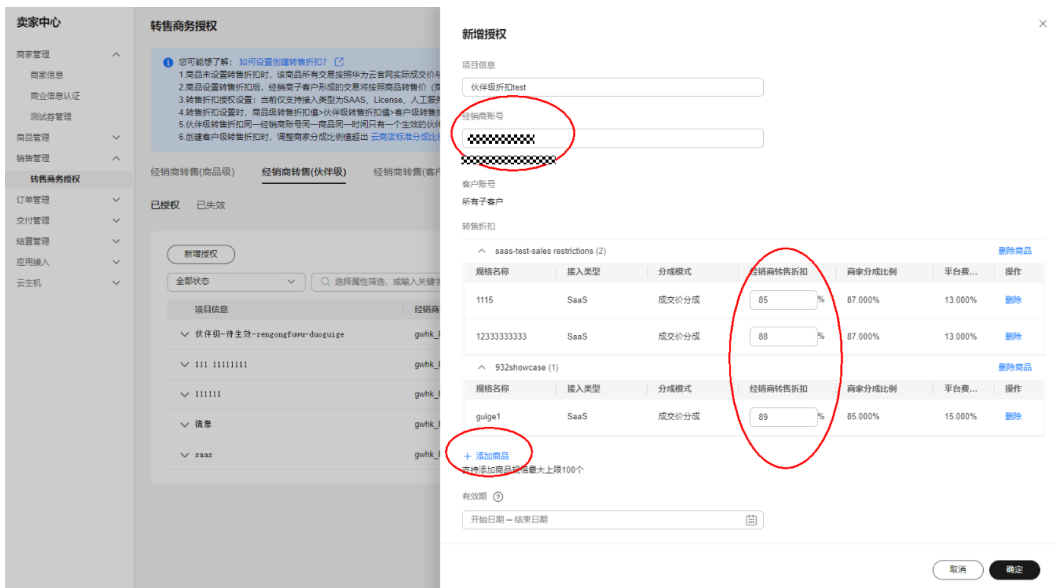 卖家中心
商家管理
商家信息
商业信息认证
测试券管理
商品管理
销售管理
转售商务授权
订单管理
交付管理
结算管理
应用接入
云主机
转售商务授权
您可能想了解： 如何设置创建转售折扣？
1.商品未设置转售折扣时，该商品所有交易按照华为云官网实际成交价与
2.商品设置转售折扣后，经销商子客户形成的交易将按照商品转售价（商
3.转售折扣授权设置：当前仅支持接入类型为SAAS、License、人工服务
4.转售折扣设置时，商品级转售折扣值>伙伴级转售折扣值>客户级转售折
5.伙伴级转售折扣同一经销商账号同一商品同一时间只有一个生效的伙伴
6.创建客户级转售折扣时，调整商家分成比例值超出 云商店标准分成比例
经销商转售(商品级) 经销商转售(伙伴级) 经销商转售(客户
已授权 已失效
新增授权
全部状态 选择属性筛选，或输入关键字
项目信息 经销商
伙伴级-待生效-rengongfuwu-duoguige gwhk_l
111 11111111 gwhk_l
111111 gwhk_l
镜像 gwhk_l
saas gwhk_l
新增授权
项目信息
伙伴级折扣test
经销商账号
客户账号
所有子客户
转售折扣
saas-test-sales restrictions (2) 删除商品
规格名称 接入类型 分成模式 经销商转售折扣 商家分成比例 平台费... 操作
1115 SaaS 成交价分成 85 % 87.000% 13.000% 删除
12333333333 SaaS 成交价分成 88 % 87.000% 13.000% 删除
932showcase (1) 删除商品
规格名称 接入类型 分成模式 经销商转售折扣 商家分成比例 平台费... 操作
guige1 SaaS 成交价分成 89 % 85.000% 15.000% 删除
+ 添加商品
支持添加商品规格最大上限100个
有效期 ?
开始日期 – 结束日期
取消 确定